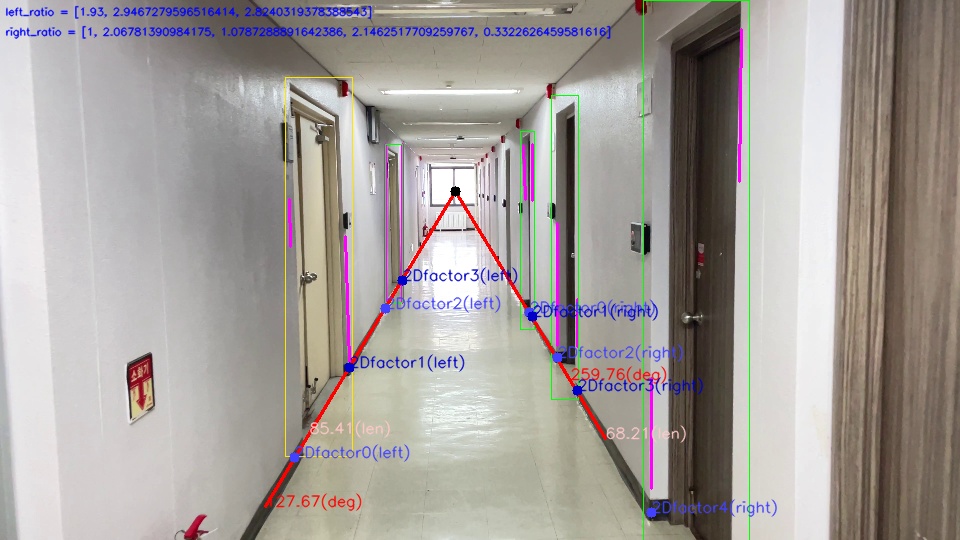 left_ratio = [1.93, 2.9467279596516414, 2.8240319378388543]
right_ratio = [1, 2.06781390984175, 1.0787288891642386, 2.1462517709259767, 0.3322626459581616]
2Dfactor3(left)
2Dfactor2(left)
2Dfactor0(right)
2Dfactor1(right)
2Dfactor1(left)
2Dfactor2(right)
259.76(deg)
2Dfactor3(right)
소화기
85.41(len)
68.21(len)
2Dfactor0(left)
27.67(deg)
2Dfactor4(right)